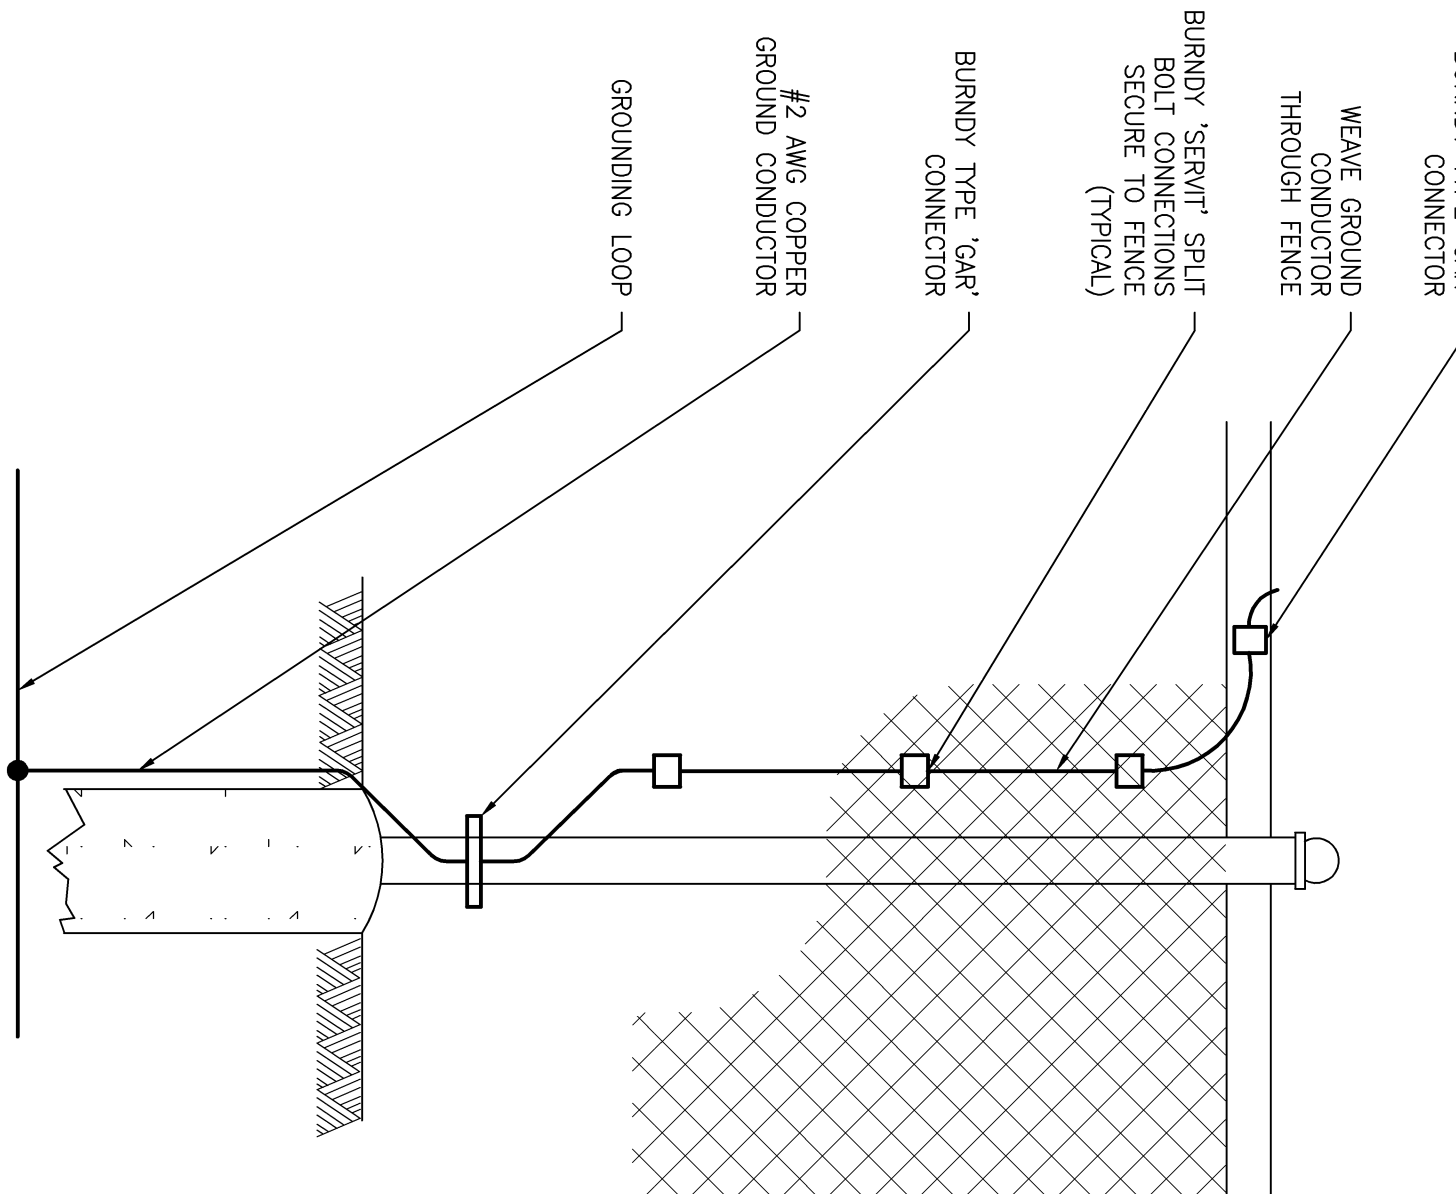 CONNECTOR
WEAVE GROUND
CONDUCTOR
THROUGH FENCE
BURNDY 'SERVIT' SPLIT
BOLT CONNECTIONS
SECURE TO FENCE
(TYPICAL)
BURNDY TYPE 'GAR'
CONNECTOR
#2 AWG COPPER
GROUND CONDUCTOR
GROUNDING LOOP